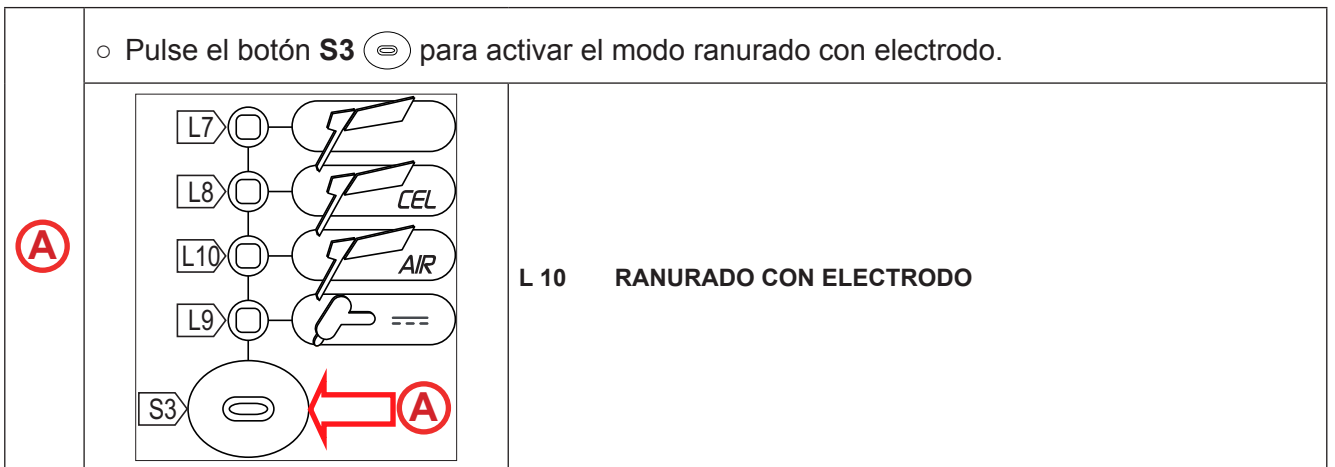 ○ Pulse el botón S3 para activar el modo ranurado con electrodo.
A
L7
L8 CEL
L10 AIR
L9
S3 A
L 10 RANURADO CON ELECTRODO